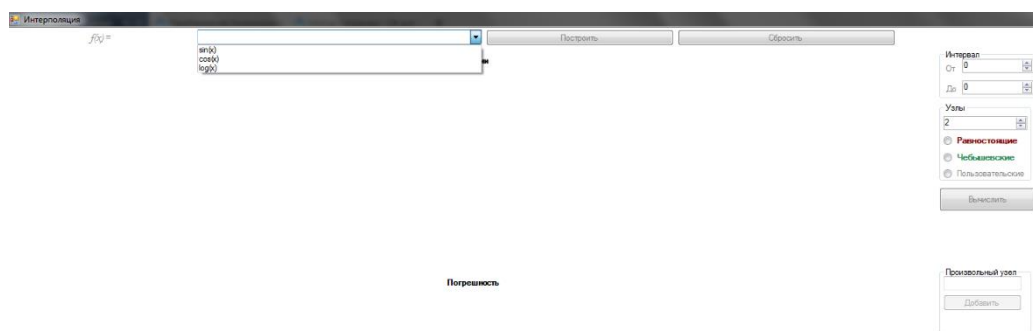 Интерполяция
f(x) =
Построить
Сбросить
sin(x)
cos(x)
log(x)
Интервал
От 0
До 0
Узлы
2
Равностоящие
Чебышевские
Пользовательские
Вычислить
Погрешность
Произвольный узел
Добавить